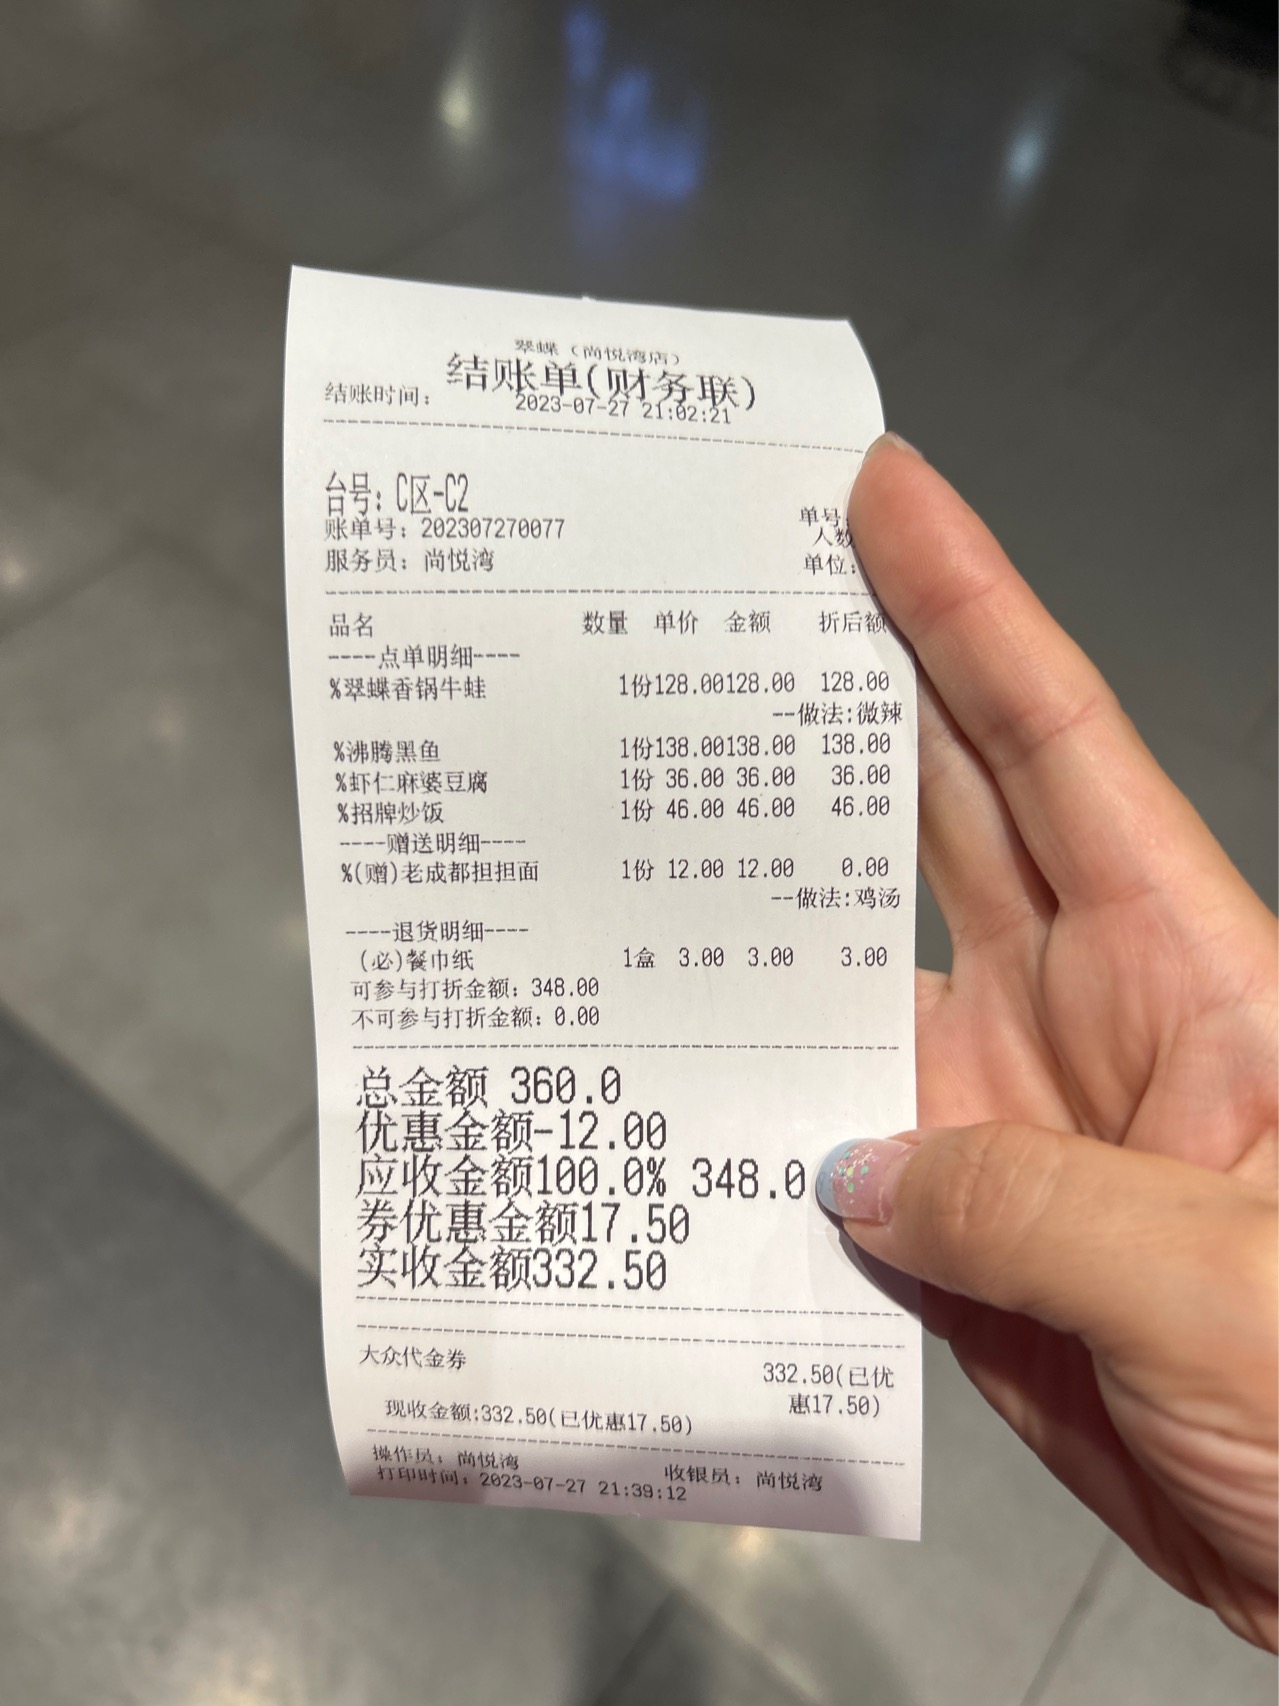 翠蝶（尚悦湾店）
结账单(财务联)
结账时间： 2023-07-27 21:02:21
台号：C区-C2
账单号：202307270077 单号
人数
服务员：尚悦湾 单位：
品名 数量 单价 金额 折后额
----点单明细----
%翠蝶香锅牛蛙 1份128.00128.00 128.00
--做法:微辣
%沸腾黑鱼 1份138.00138.00 138.00
%虾仁麻婆豆腐 1份 36.00 36.00 36.00
%招牌炒饭 1份 46.00 46.00 46.00
----赠送明细----
%(赠)老成都担担面 1份 12.00 12.00 0.00
--做法:鸡汤
----退货明细----
(必)餐巾纸 1盒 3.00 3.00 3.00
可参与打折金额：348.00
不可参与打折金额：0.00
总金额 360.0
优惠金额-12.00
应收金额100.0% 348.0
券优惠金额17.50
实收金额332.50
大众代金券 332.50(已优
惠17.50)
现收金额:332.50(已优惠17.50)
操作员：尚悦湾 收银员：尚悦湾
打印时间：2023-07-27 21:39:12